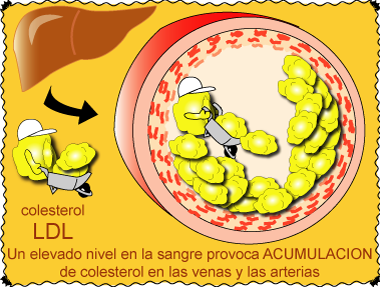 colesterol
LDL
Un elevado nivel en la sangre provoca ACUMULACION
de colesterol en las venas y las arterias